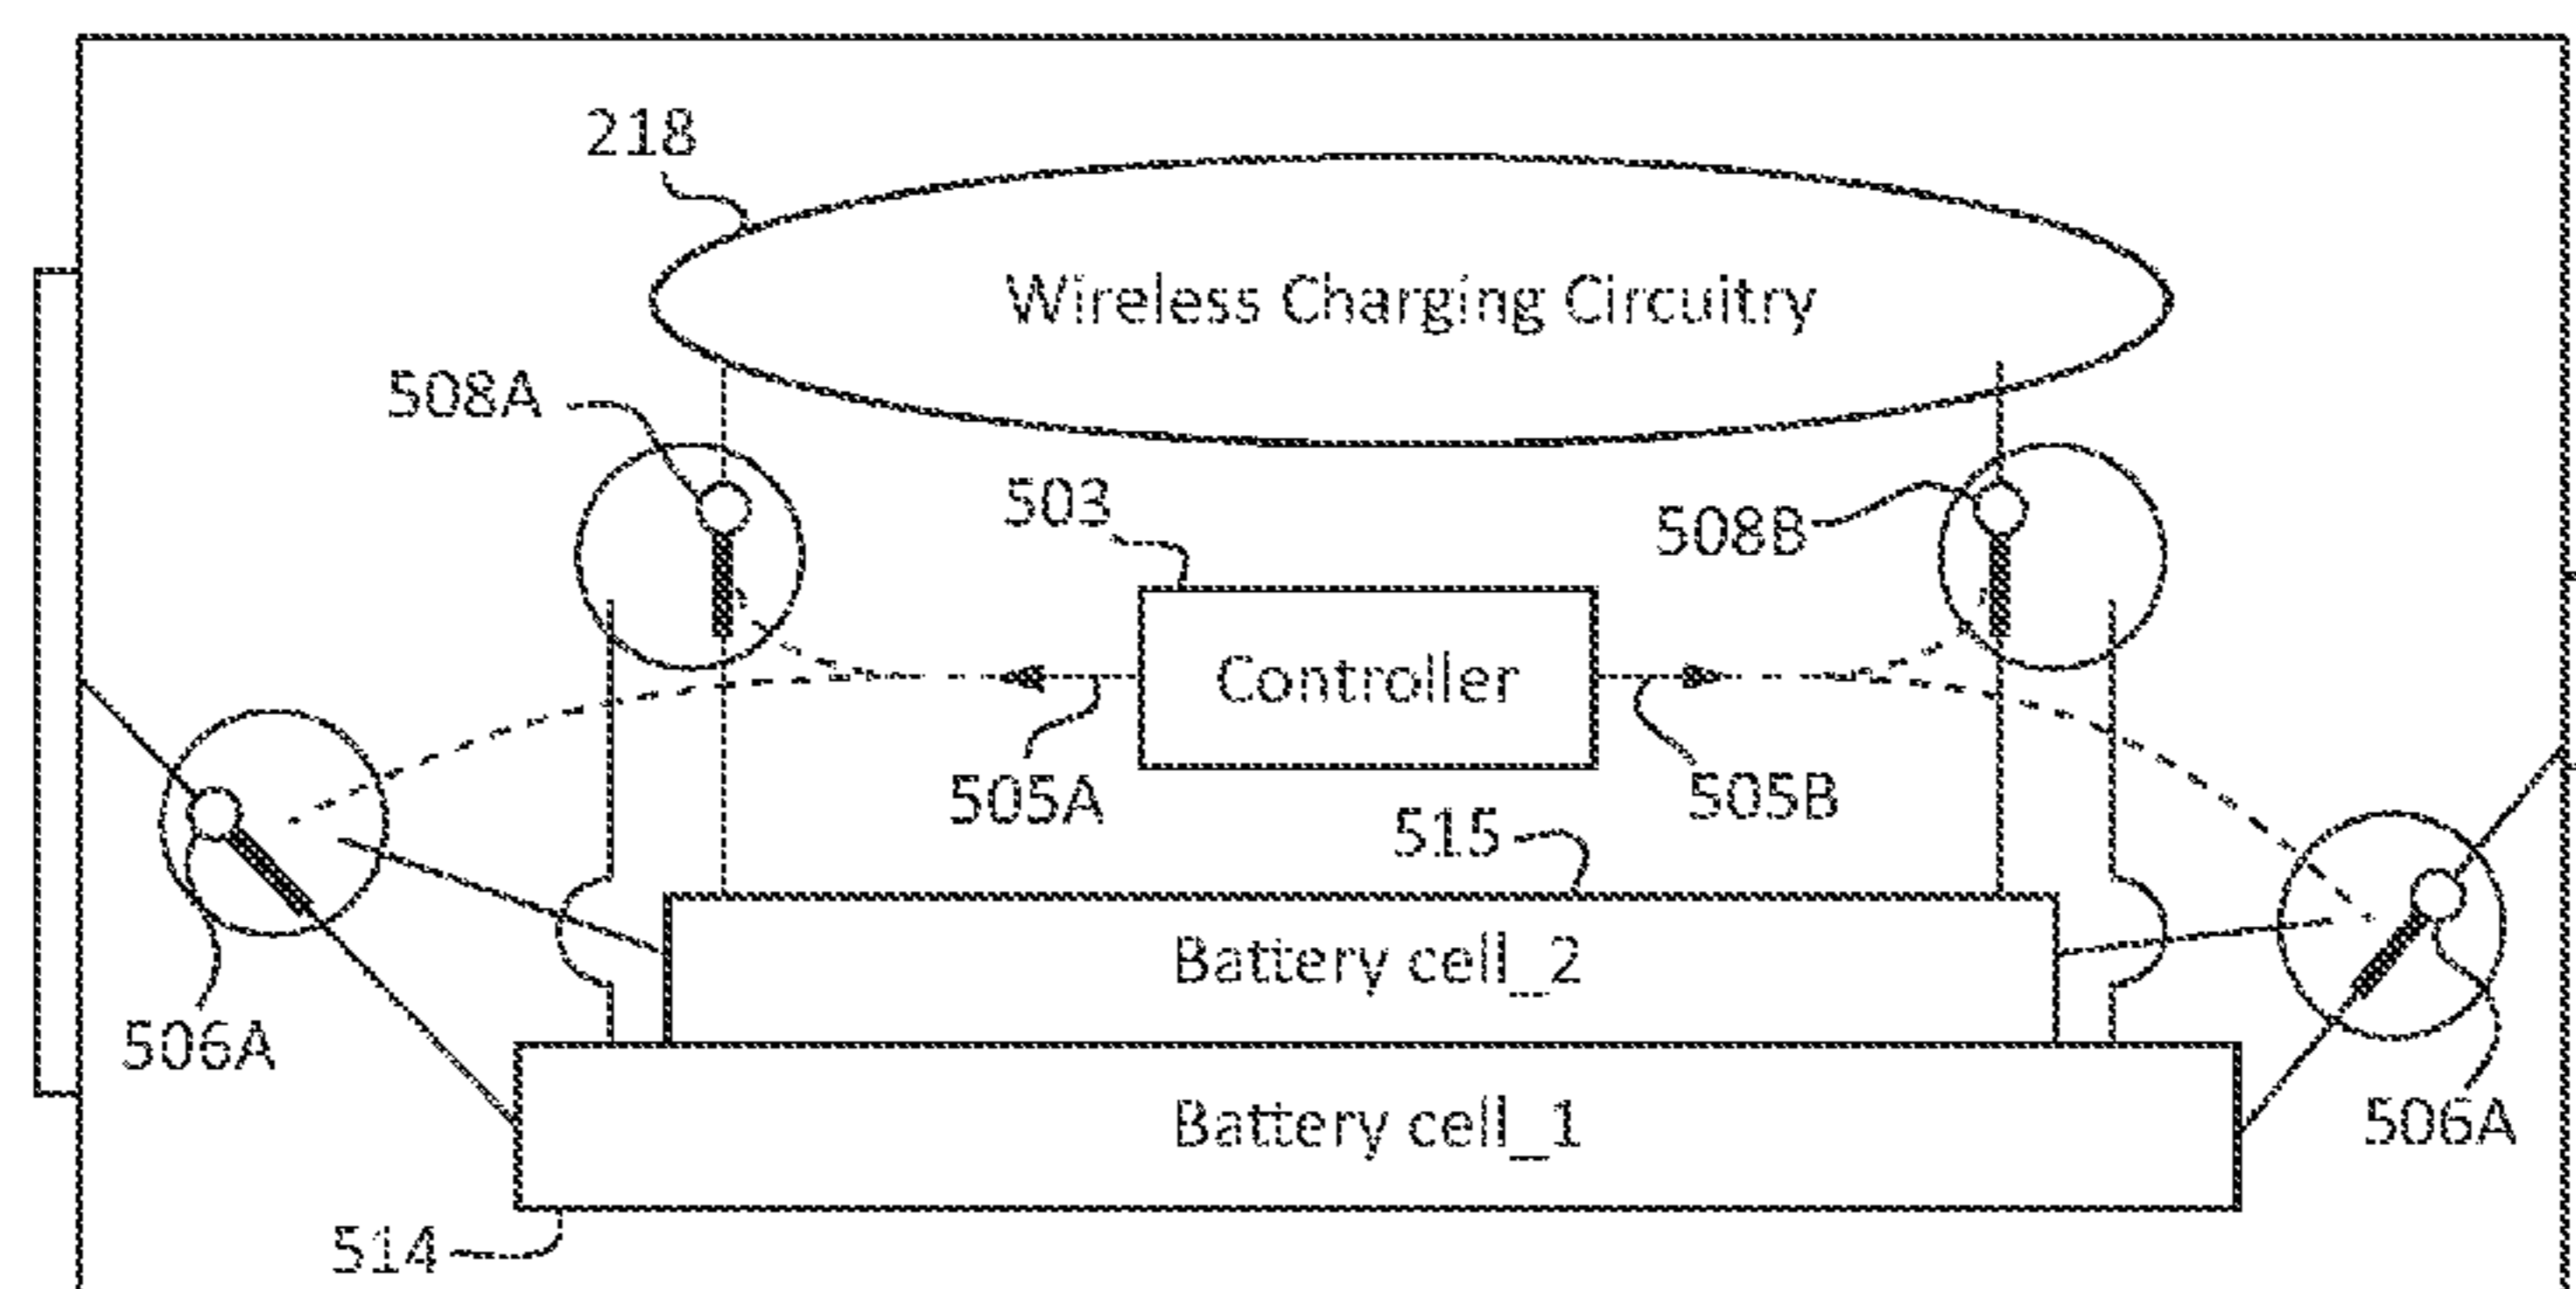 218
Wireless Charging Circuitry
508A
503
508B
Controller
505A
505B
515
Battery cell_2
506A
Battery cell_1
506A
514